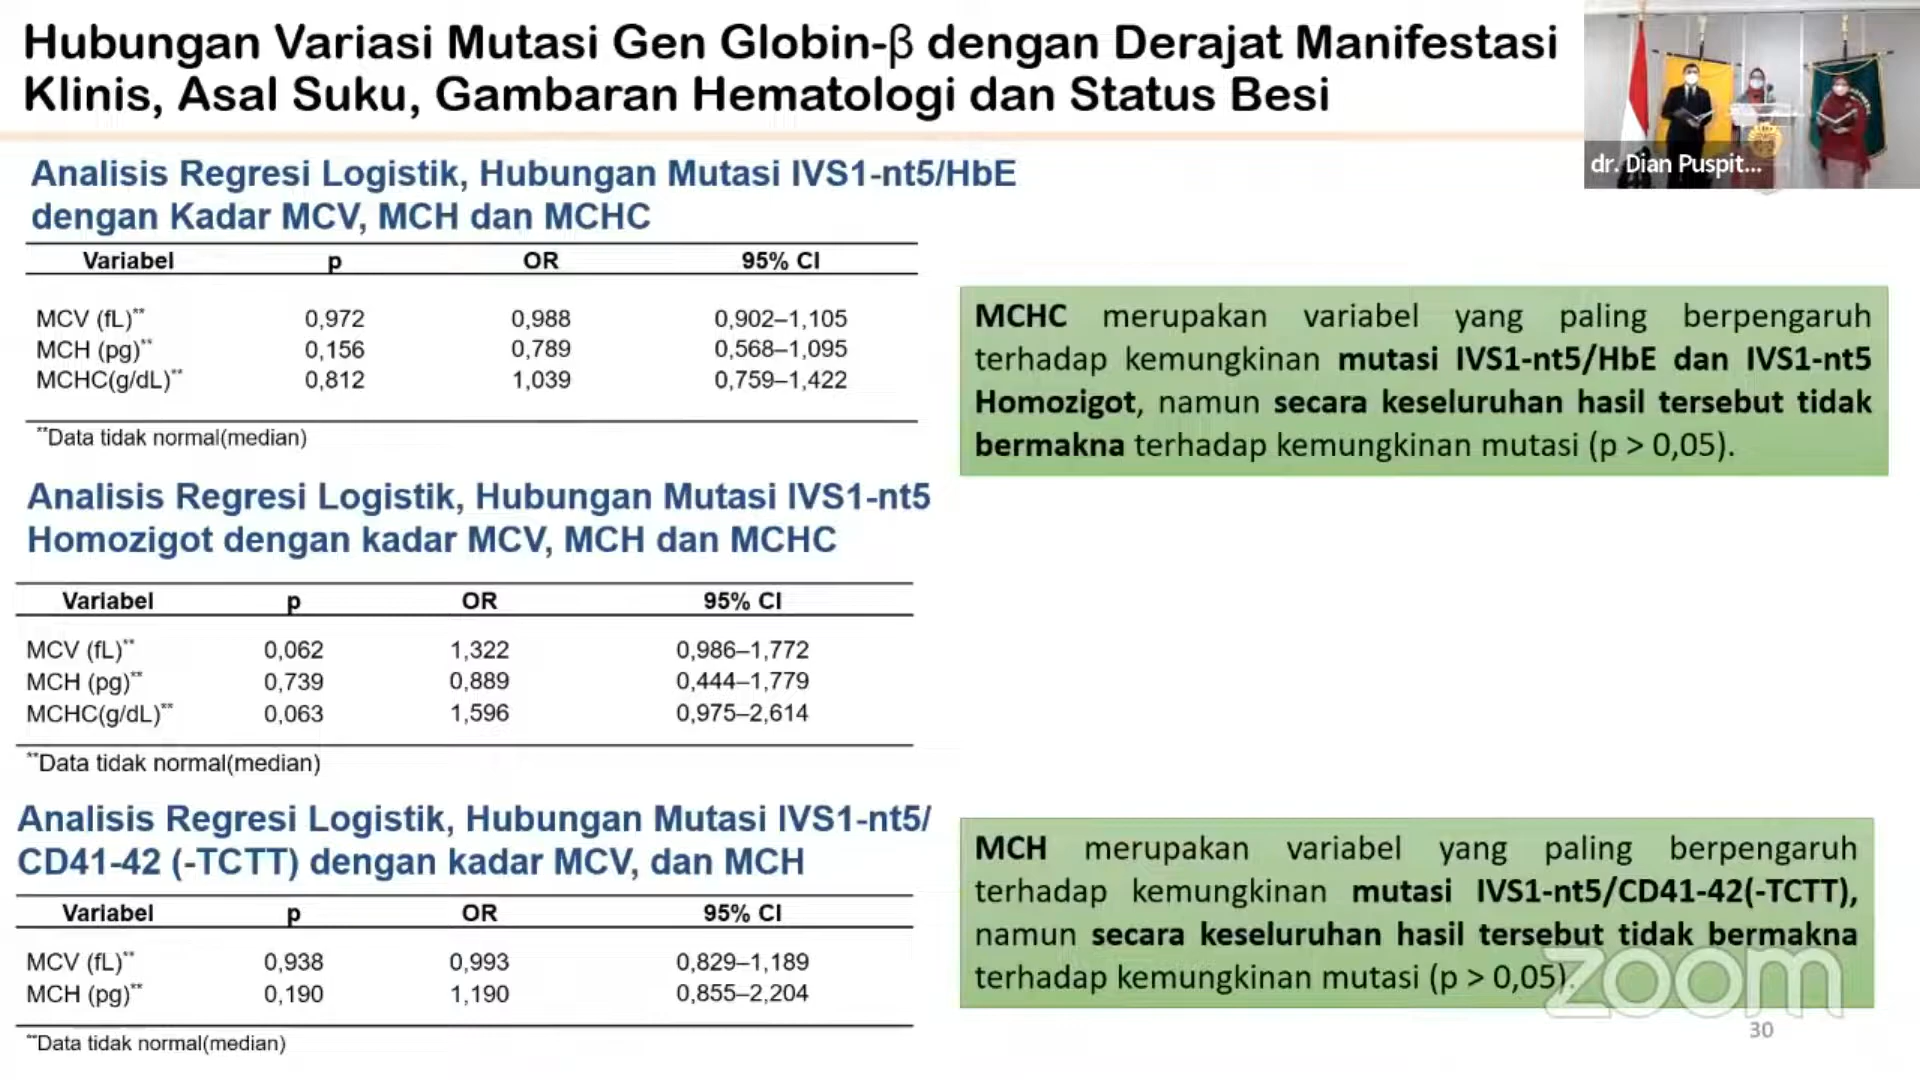 Hubungan Variasi Mutasi Gen Globin-β dengan Derajat Manifestasi
Klinis, Asal Suku, Gambaran Hematologi dan Status Besi
dr. Dian Puspit...
Analisis Regresi Logistik, Hubungan Mutasi IVS1-nt5/HbE
dengan Kadar MCV, MCH dan MCHC
Variabel p OR 95% CI
MCV (fL)** 0,972 0,988 0,902–1,105
MCH (pg)** 0,156 0,789 0,568–1,095
MCHC(g/dL)** 0,812 1,039 0,759–1,422
**Data tidak normal(median)
MCHC merupakan variabel yang paling berpengaruh
terhadap kemungkinan mutasi IVS1-nt5/HbE dan IVS1-nt5
Homozigot, namun secara keseluruhan hasil tersebut tidak
bermakna terhadap kemungkinan mutasi (p > 0,05).
Analisis Regresi Logistik, Hubungan Mutasi IVS1-nt5
Homozigot dengan kadar MCV, MCH dan MCHC
Variabel p OR 95% CI
MCV (fL)** 0,062 1,322 0,986–1,772
MCH (pg)** 0,739 0,889 0,444–1,779
MCHC(g/dL)** 0,063 1,596 0,975–2,614
**Data tidak normal(median)
Analisis Regresi Logistik, Hubungan Mutasi IVS1-nt5/
CD41-42 (-TCTT) dengan kadar MCV, dan MCH
Variabel p OR 95% CI
MCV (fL)** 0,938 0,993 0,829–1,189
MCH (pg)** 0,190 1,190 0,855–2,204
**Data tidak normal(median)
MCH merupakan variabel yang paling berpengaruh
terhadap kemungkinan mutasi IVS1-nt5/CD41-42(-TCTT),
namun secara keseluruhan hasil tersebut tidak bermakna
terhadap kemungkinan mutasi (p > 0,05).
zoom
30